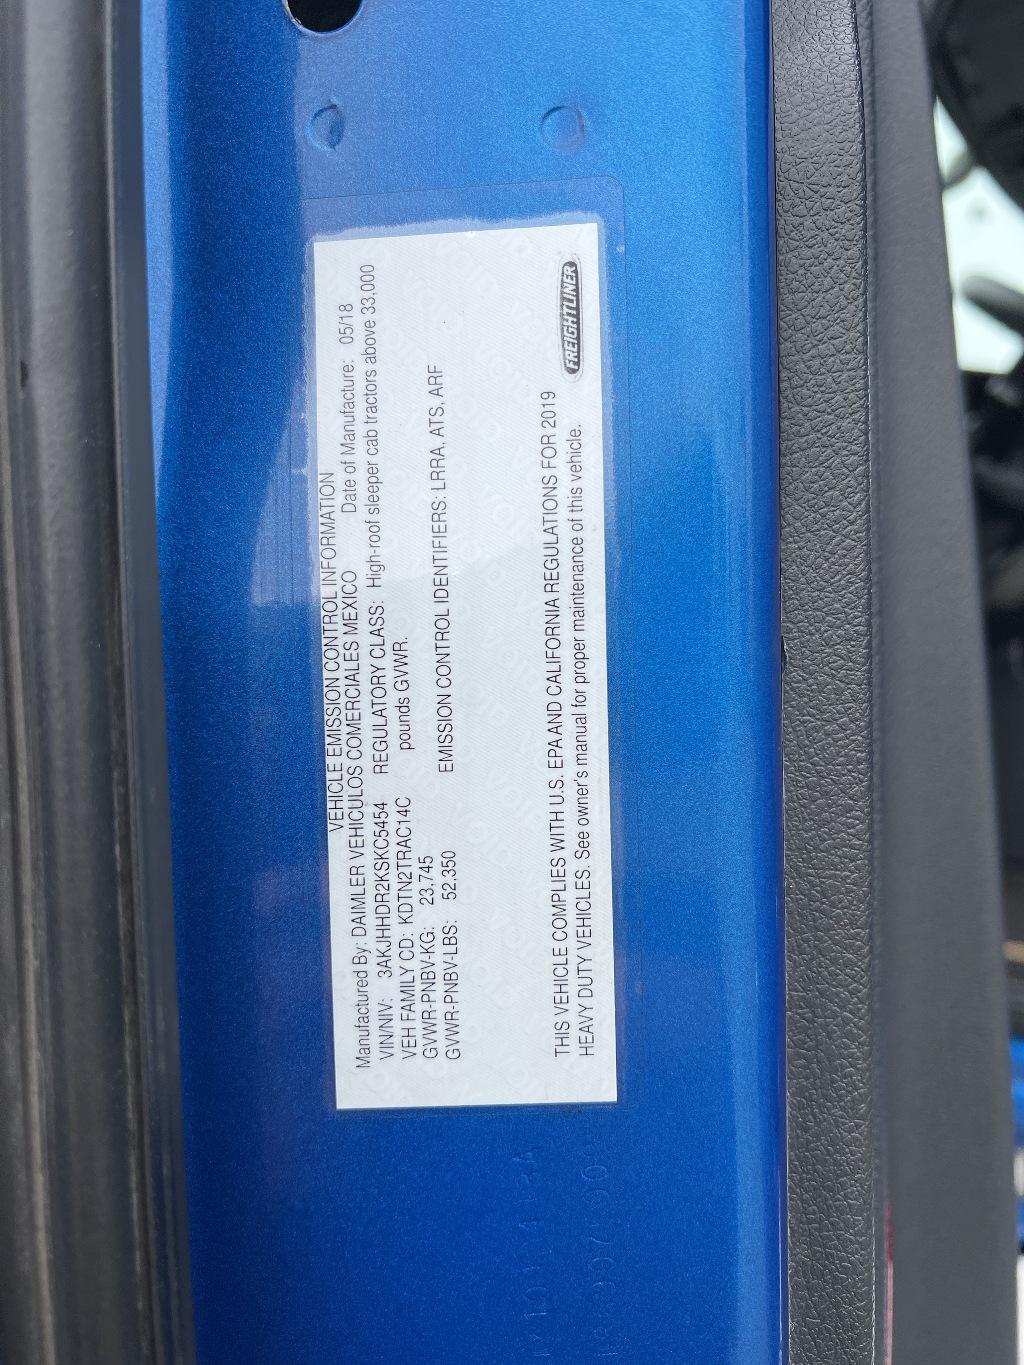 VEHICLE EMISSION CONTROL INFORMATION
Manufactured By: DAIMLER VEHICULOS COMERCIALES MEXICO Date of Manufacture: 05/18
VIN/NIV: 3AKJHHDR2KSKC5454 REGULATORY CLASS: High-roof sleeper cab tractors above 33,000
VEH FAMILY CD: KDTN2TRAC14C pounds GVWR.
GVWR-PNBV-KG: 23,745
GVWR-PNBV-LBS: 52,350 EMISSION CONTROL IDENTIFIERS: LRRA, ATS, ARF
THIS VEHICLE COMPLIES WITH U.S. EPA AND CALIFORNIA REGULATIONS FOR 2019
HEAVY DUTY VEHICLES. See owner's manual for proper maintenance of this vehicle.
FREIGHTLINER